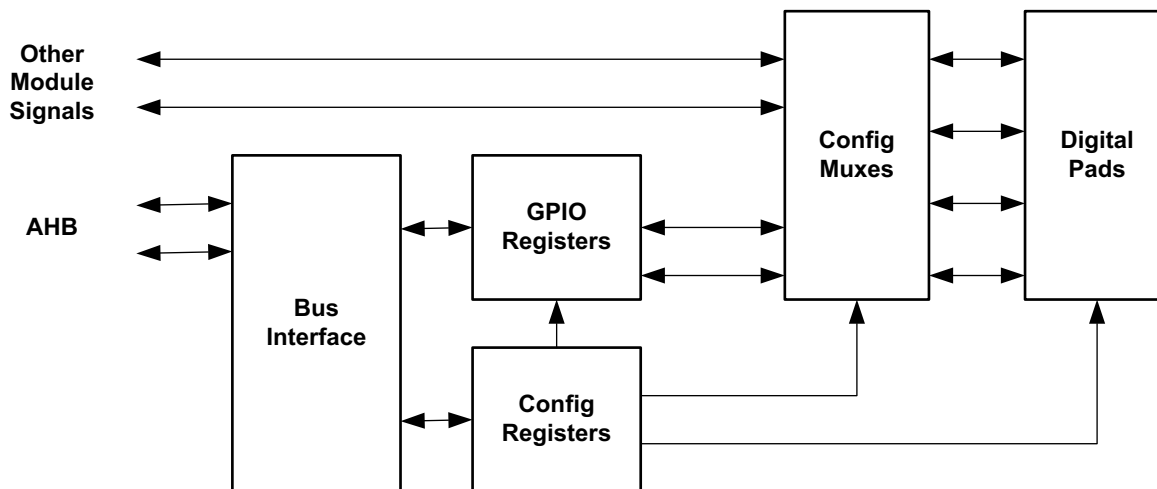 Other
Module
Signals
Config
Muxes
Digital
Pads
AHB
GPIO
Registers
Bus
Interface
Config
Registers